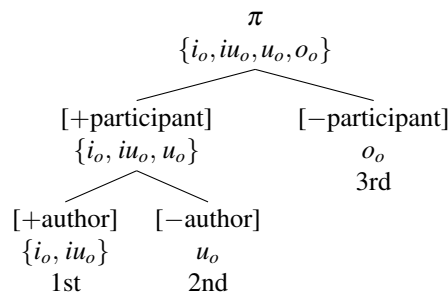 π
{i_o, iu_o, u_o, o_o}
[+participant] [−participant]
{i_o, iu_o, u_o} o_o
3rd
[+author] [−author]
{i_o, iu_o} u_o
1st 2nd